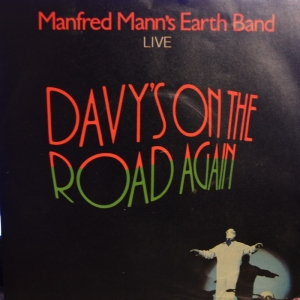 Manfred Mann's Earth Band
LIVE
DAVY'S ON THE
ROAD AGAIN